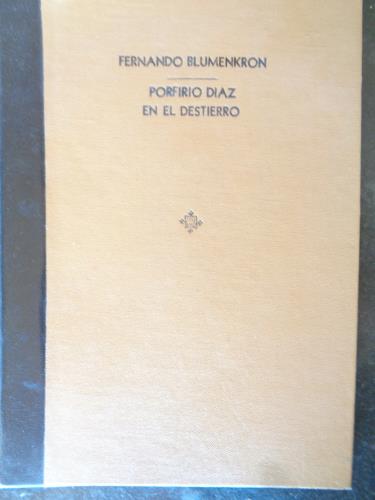 FERNANDO BLUMENKRON
PORFIRIO DIAZ
EN EL DESTIERRO